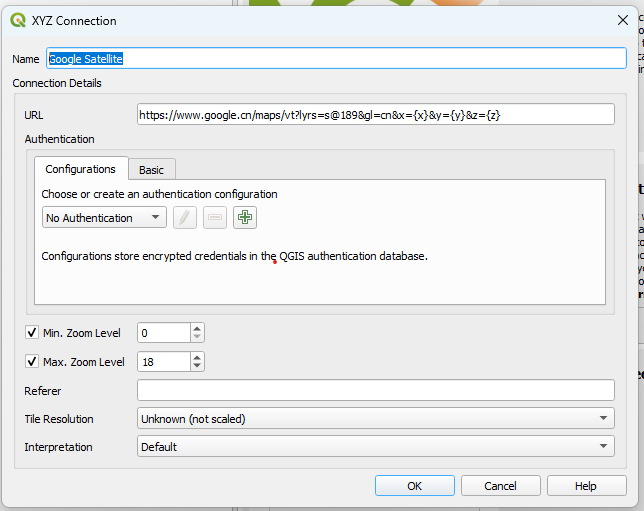 XYZ Connection
Name Google Satellite
Connection Details
URL https://www.google.cn/maps/vt?lyrs=s@189&gl=cn&x={x}&y={y}&z={z}
Authentication
Configurations Basic
Choose or create an authentication configuration
No Authentication
Configurations store encrypted credentials in the QGIS authentication database.
Min. Zoom Level 0
Max. Zoom Level 18
Referer
Tile Resolution Unknown (not scaled)
Interpretation Default
OK Cancel Help